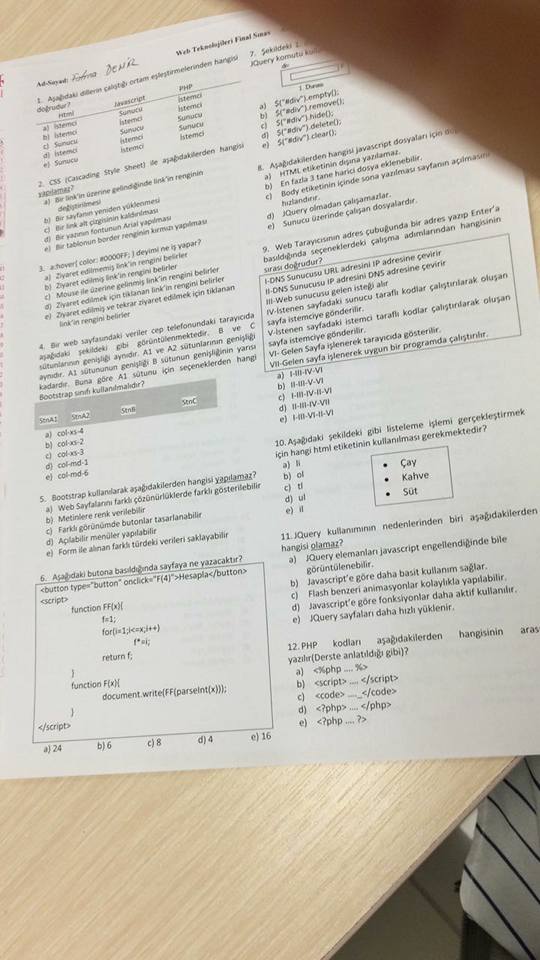 Web Teknolojileri Final Sınav
Ad-Soyad: Fatma DENİR
1. Aşağıdaki dillerin çalıştığı ortam eşleştirmelerinden hangisi
doğrudur?
Html Javascript PHP
a) İstemci Sunucu İstemci
b) İstemci İstemci Sunucu
c) Sunucu Sunucu İstemci
d) İstemci İstemci Sunucu
e) Sunucu İstemci İstemci
2. CSS (Cascading Style Sheet) ile aşağıdakilerden hangisi
yapılamaz?
a) Bir link'in üzerine gelindiğinde link'in renginin
değiştirilmesi
b) Bir sayfanın yeniden yüklenmesi
c) Bir link alt çizgisinin kaldırılması
d) Bir yazının fontunun Arial yapılması
e) Bir tablonun border renginin kırmızı yapılması
3. a:hover{ color: #0000FF; } deyimi ne iş yapar?
a) Ziyaret edilmemiş link'in rengini belirler
b) Ziyaret edilmiş link'in rengini belirler
c) Mouse ile üzerine gelinmiş link'in rengini belirler
d) Ziyaret edilmek için tıklanan link'in rengini belirler
e) Ziyaret edilmiş ve tekrar ziyaret edilmek için tıklanan
link'in rengini belirler
4. Bir web sayfasındaki veriler cep telefonundaki tarayıcıda
aşağıdaki şekildeki gibi görüntülenmektedir. B ve C
sütunlarının genişliği aynıdır. A1 ve A2 sütunlarının genişliği
aynıdır. A1 sütununun genişliği B sütunun genişliğinin yarısı
kadardır. Buna göre A1 sütunu için seçeneklerden hangi
Bootstrap sınıfı kullanılmalıdır?
StnA1 StnA2 StnB StnC
a) col-xs-4
b) col-xs-2
c) col-xs-3
d) col-md-1
e) col-md-6
5. Bootstrap kullanılarak aşağıdakilerden hangisi yapılamaz?
a) Web Sayfalarını farklı çözünürlüklerde farklı gösterilebilir
b) Metinlere renk verilebilir
c) Farklı görünümde butonlar tasarlanabilir
d) Açılabilir menüler yapılabilir
e) Form ile alınan farklı türdeki verileri saklayabilir
6. Aşağıdaki butona basıldığında sayfaya ne yazacaktır?
<button type="button" onclick="F(4)">Hesapla</button>
<script>
function FF(x){
f=1;
for(i=1;i<=x;i++)
f*=i;
return f;
}
function F(x){
document.write(FF(parseInt(x)));
}
</script>
a) 24 b) 6 c) 8 d) 4 e) 16
7. Şekildeki 1.
JQuery komutu
div
1. Durum
a) $("#div").empty();
b) $("#div").remove();
c) $("#div").hide();
d) $("#div").delete();
e) $("#div").clear();
8. Aşağıdakilerden hangisi javascript dosyaları için
a) HTML etiketinin dışına yazılamaz.
b) En fazla 3 tane harici dosya eklenebilir.
c) Body etiketinin içinde sona yazılması sayfanın açılmasını
hızlandırır.
d) JQuery olmadan çalışamazlar.
e) Sunucu üzerinde çalışan dosyalardır.
9. Web Tarayıcısının adres çubuğunda bir adres yazıp Enter'a
basıldığında seçeneklerdeki çalışma adımlarından hangisinin
sırası doğrudur?
I-DNS Sunucusu URL adresini IP adresine çevirir
II-DNS Sunucusu IP adresini DNS adresine çevirir
III-Web sunucusu gelen isteği alır
IV-İstenen sayfadaki sunucu taraflı kodlar çalıştırılarak oluşan
sayfa istemciye gönderilir.
V-İstenen sayfadaki istemci taraflı kodlar çalıştırılarak oluşan
sayfa istemciye gönderilir.
VI- Gelen Sayfa işlenerek tarayıcıda gösterilir.
VII-Gelen sayfa işlenerek uygun bir programda çalıştırılır.
a) I-III-IV-VI
b) II-III-V-VI
c) I-III-IV-II-VI
d) II-III-IV-VII
e) I-III-VI-II-VI
10. Aşağıdaki şekildeki gibi listeleme işlemi gerçekleştirmek
için hangi html etiketinin kullanılması gerekmektedir?
a) li
b) ol
c) tl
d) ul
e) il
• Çay
• Kahve
• Süt
11. JQuery kullanımının nedenlerinden biri aşağıdakilerden
hangisi olamaz?
a) JQuery elemanları javascript engellendiğinde bile
görüntülenebilir.
b) Javascript'e göre daha basit kullanım sağlar.
c) Flash benzeri animasyonlar kolaylıkla yapılabilir.
d) Javascript'e göre fonksiyonlar daha aktif kullanılır.
e) JQuery sayfaları daha hızlı yüklenir.
12. PHP kodları aşağıdakilerden hangisinin aras
yazılır(Derste anlatıldığı gibi)?
a) <%php .... %>
b) <script> .... </script>
c) <code> .... </code>
d) <?php> .... </php>
e) <?php .... ?>